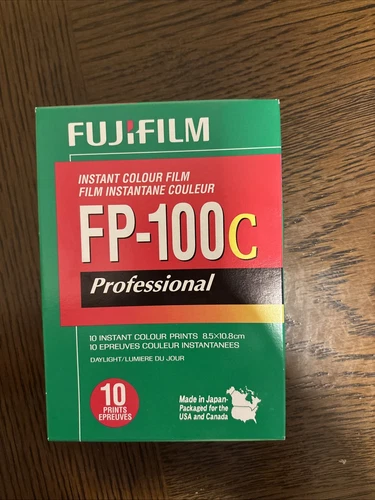 FUJIFILM
INSTANT COLOUR FILM
FILM INSTANTANE COULEUR
FP-100C
Professional
10 INSTANT COLOUR PRINTS 8.5×10.8cm
10 EPREUVES COULEUR INSTANTANEES
DAYLIGHT/LUMIERE DU JOUR
10
PRINTS
EPREUVES
Made in Japan-
Packaged for the
USA and Canada